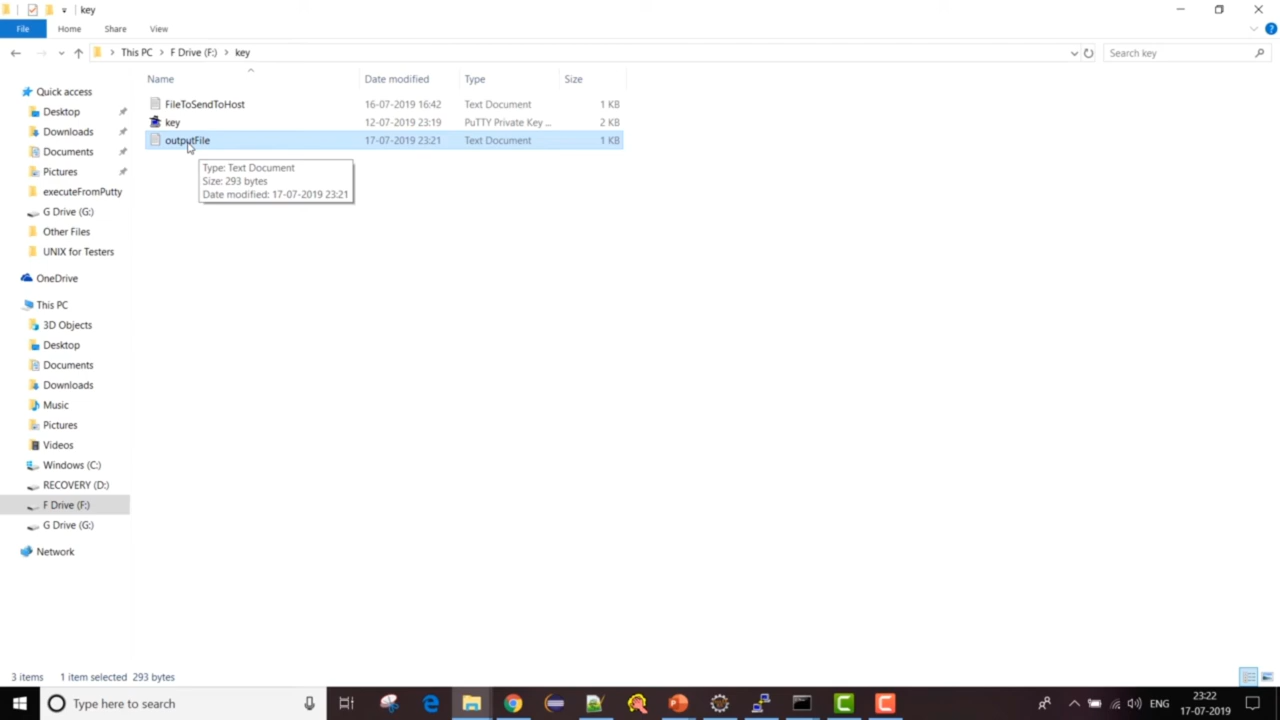 key
File Home Share View
This PC F Drive (F:) key
Search key
Name Date modified Type Size
FileToSendToHost 16-07-2019 16:42 Text Document 1 KB
key 12-07-2019 23:19 PuTTY Private Key ... 2 KB
outputFile 17-07-2019 23:21 Text Document 1 KB
Type: Text Document
Size: 293 bytes
Date modified: 17-07-2019 23:21
Quick access
Desktop
Downloads
Documents
Pictures
executeFromPutty
G Drive (G:)
Other Files
UNIX for Testers
OneDrive
This PC
3D Objects
Desktop
Documents
Downloads
Music
Pictures
Videos
Windows (C:)
RECOVERY (D:)
F Drive (F:)
G Drive (G:)
Network
3 items 1 item selected 293 bytes
Type here to search
ENG
23:22
17-07-2019